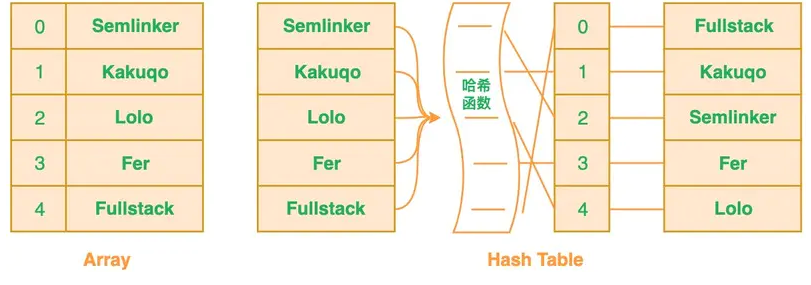 0 Semlinker
1 Kakuqo
2 Lolo
3 Fer
4 Fullstack
Array
Semlinker
Kakuqo
Lolo
Fer
Fullstack
哈希
函数
0 Fullstack
1 Kakuqo
2 Semlinker
3 Fer
4 Lolo
Hash Table